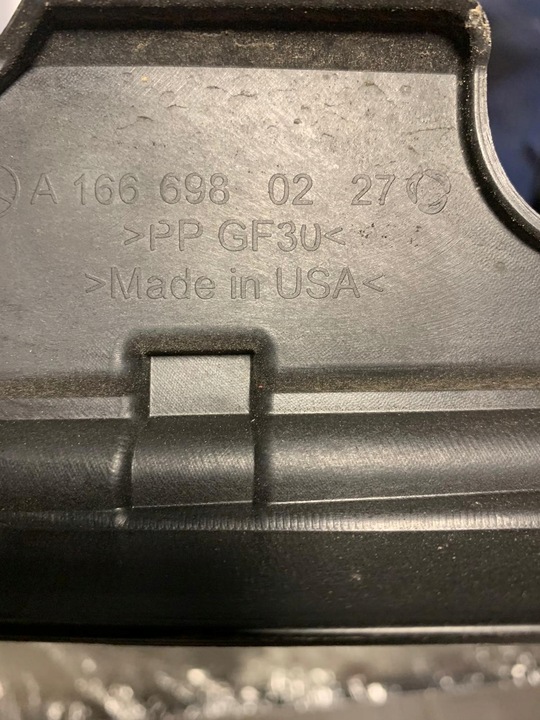 A 166 698 02 27
>PP GF30<
>Made in USA<